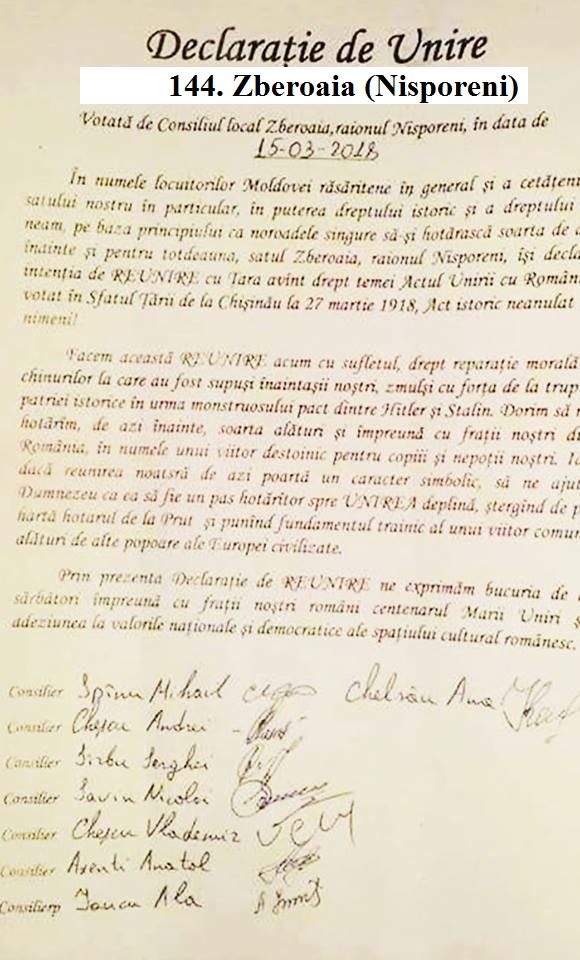 Declarație de Unire
144. Zberoaia (Nisporeni)
Votată de Consiliul local Zberoaia, raionul Nisporeni, în data de
15-03-2018
În numele locuitorilor Moldovei răsăritene în general și a cetățeni
satului nostru în particular, în puterea dreptului istoric și a dreptului
neam, pe baza principiului ca noroadele singure să-și hotărască soarta de a
înainte și pentru totdeauna, satul Zberoaia, raionul Nisporeni, își decla
intenția de REUNIRE cu Țara avînt drept temei Actul Unirii cu Români
votat în Sfatul Țării de la Chișinău la 27 martie 1918, Act istoric neanulat
nimeni!
Facem această REUNIRE acum cu sufletul, drept reparație morală
chinurilor la care au fost supuși înaintașii noștri, zmulși cu forța de la trup
patriei istorice în urma monstruosului pact dintre Hitler și Stalin. Dorim să n
hotărîm, de azi înainte, soarta alături și împreună cu frații noștri di
România, în numele unui viitor destoinic pentru copiii și nepoții noștri. Ia
dacă reunirea noatsră de azi poartă un caracter simbolic, să ne ajut
Dumnezeu ca ea să fie un pas hotărîtor spre UNIREA deplină, ștergînd de p
hartă hotarul de la Prut și punînd fundamentul trainic al unui viitor comun
alături de alte popoare ale Europei civilizate.
Prin prezenta Declarație de REUNIRE ne exprimăm bucuria de a
sărbători împreună cu frații noștri români centenarul Marii Uniri ș
adeziunea la valorile naționale și democratice ale spațiului cultural românesc.
Consilier Spînu Mihail Chelsău Ana
Consilier Cheșcu Andrei
Consilier Sîrbu Serghei
Consilier Savin Nicolai
Consilier Cheșcu Vlademir
Consilier Axenti Anatol
Consilierp Iancu Ala